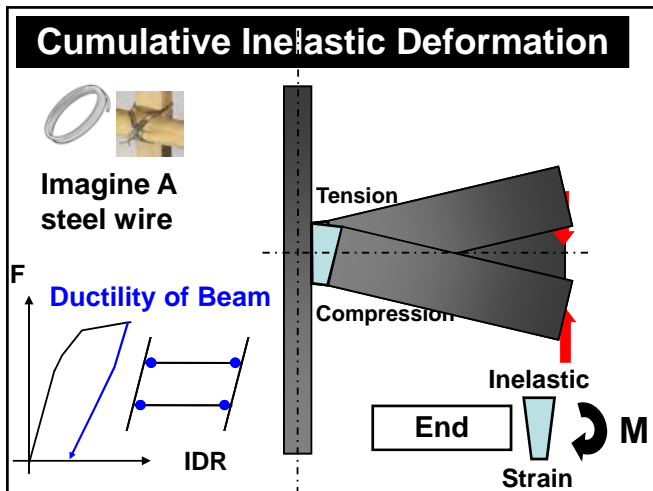 Cumulative Inelastic Deformation
Imagine A
steel wire
Tension
F
Ductility of Beam
Compression
IDR
Inelastic
End
M
Strain